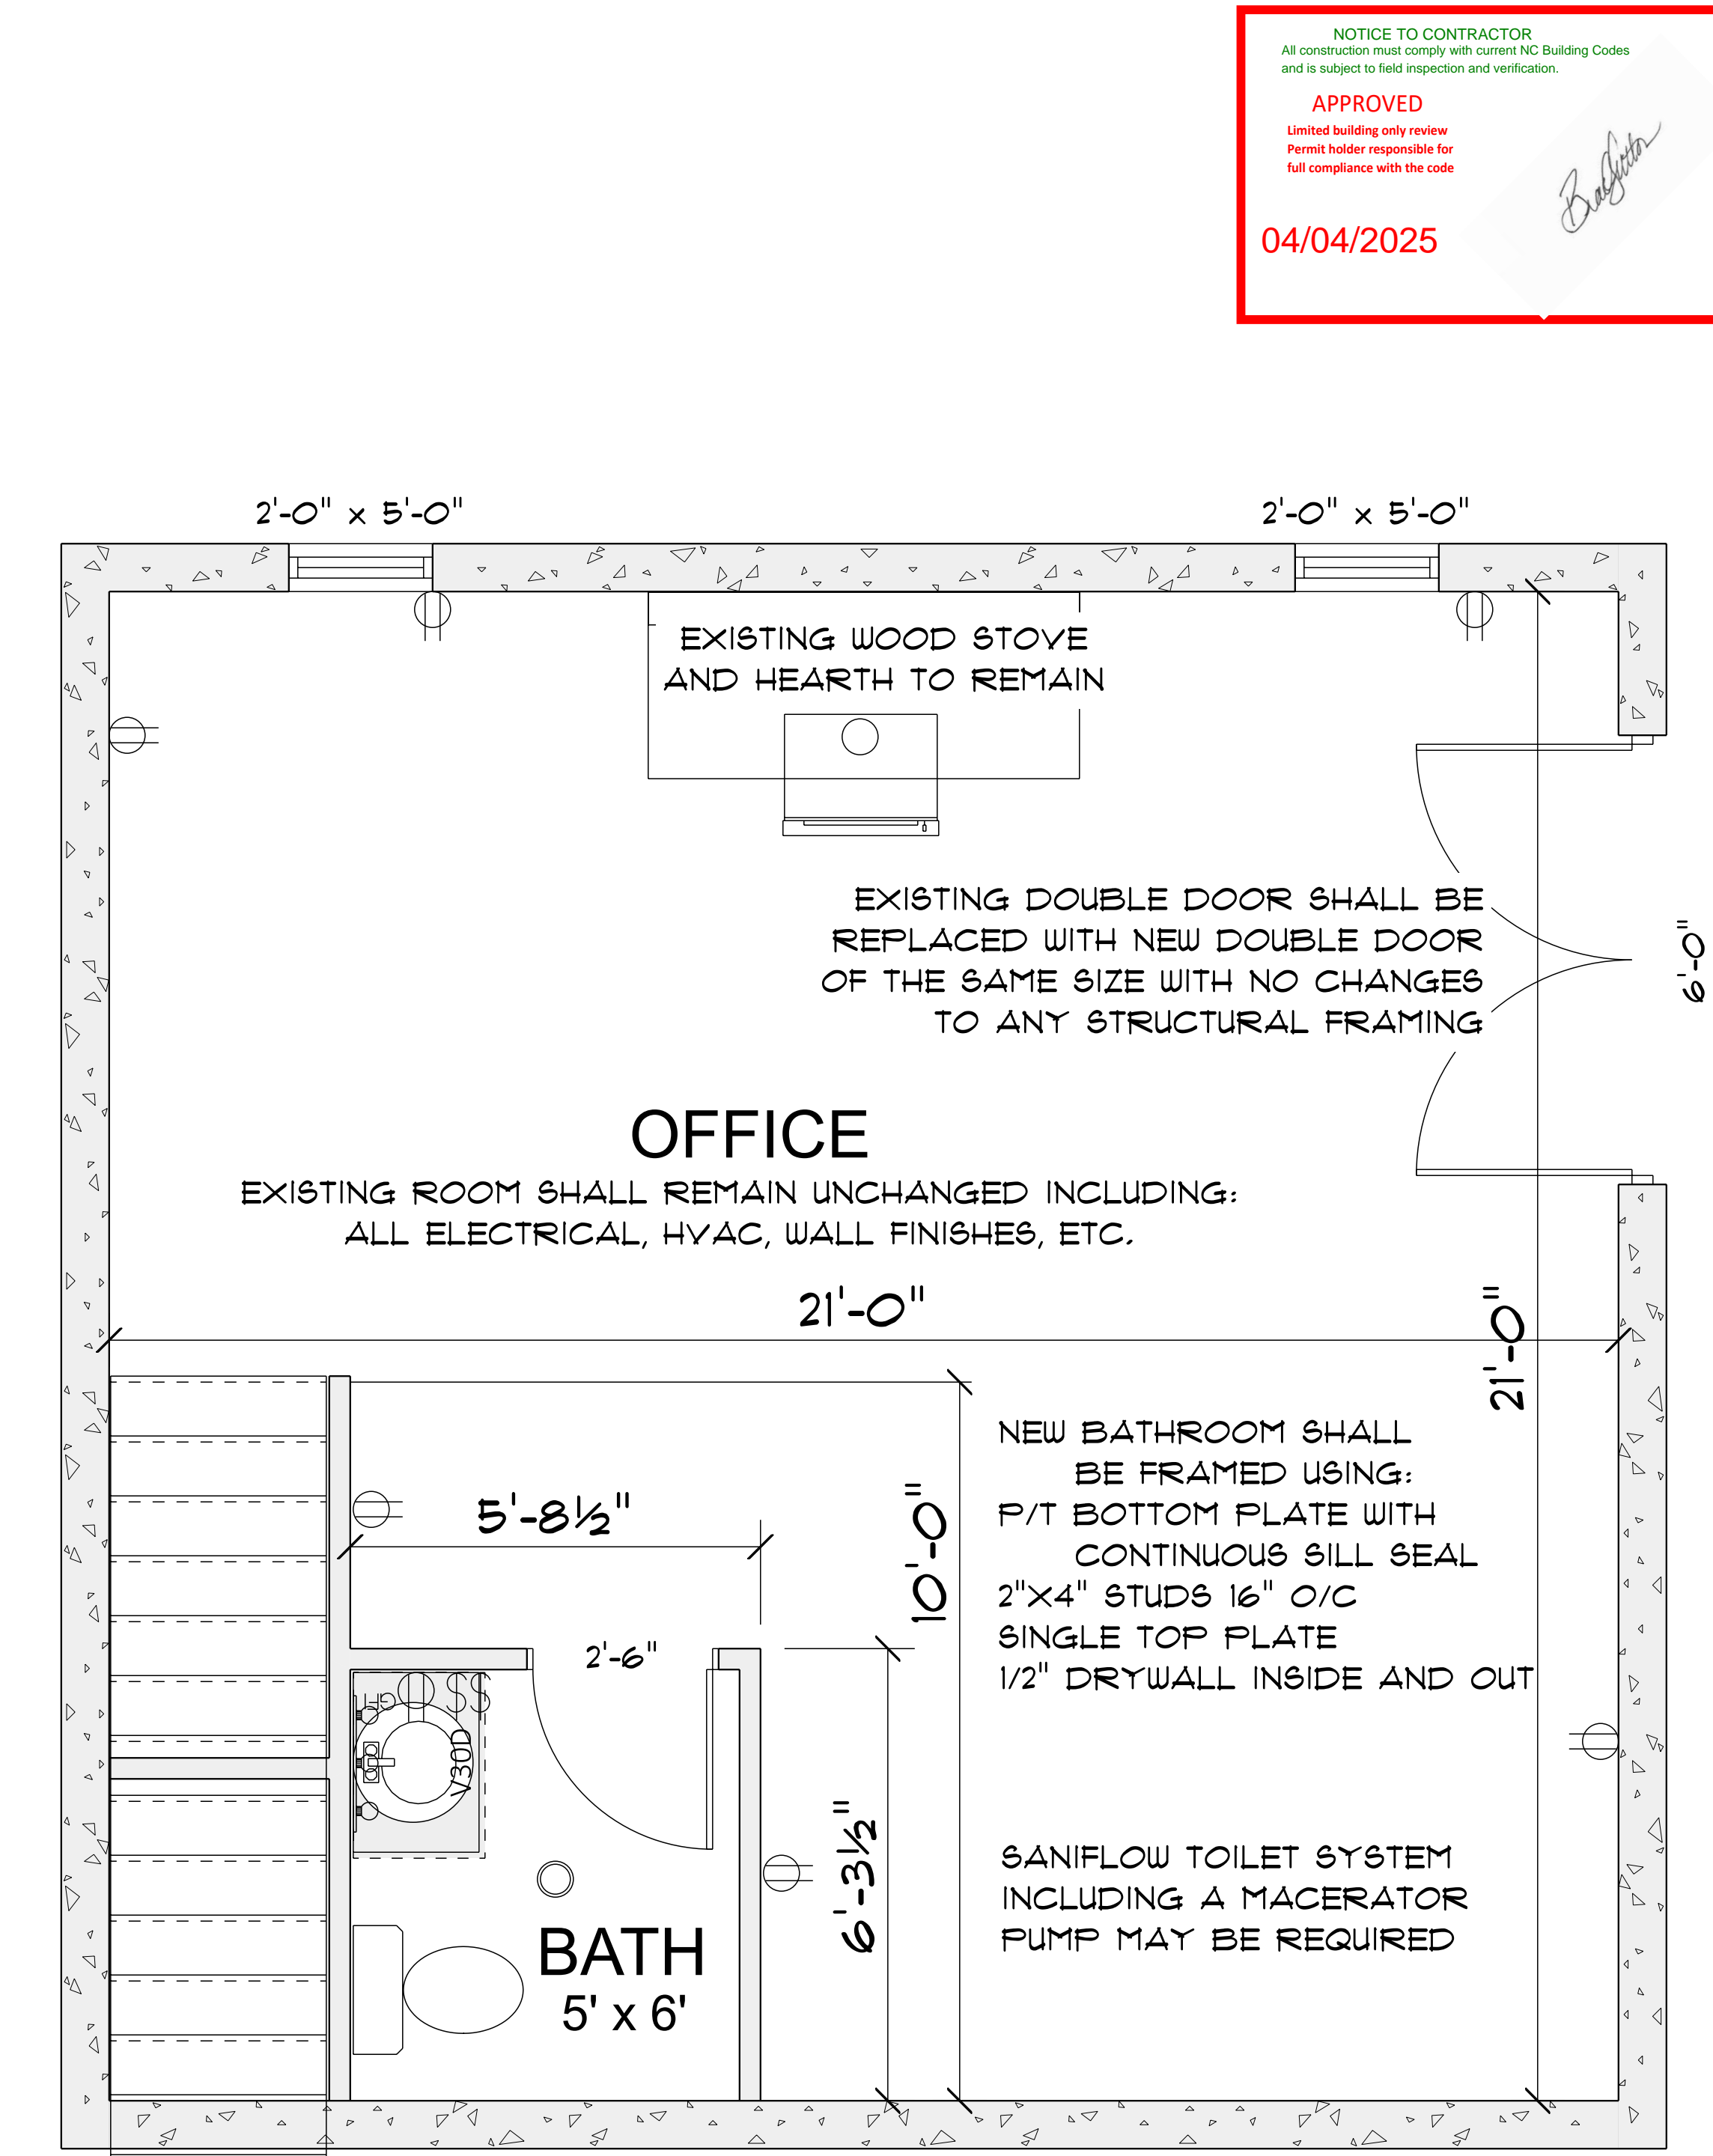 NOTICE TO CONTRACTOR
All construction must comply with current NC Building Codes
and is subject to field inspection and verification.
APPROVED
Limited building only review
Permit holder responsible for
full compliance with the code
04/04/2025
2'-0" x 5'-0"
2'-0" x 5'-0"
EXISTING WOOD STOVE
AND HEARTH TO REMAIN
EXISTING DOUBLE DOOR SHALL BE
REPLACED WITH NEW DOUBLE DOOR
OF THE SAME SIZE WITH NO CHANGES
TO ANY STRUCTURAL FRAMING
6'-0"
OFFICE
EXISTING ROOM SHALL REMAIN UNCHANGED INCLUDING:
ALL ELECTRICAL, HVAC, WALL FINISHES, ETC.
21'-0"
21'-0"
NEW BATHROOM SHALL
BE FRAMED USING:
P/T BOTTOM PLATE WITH
CONTINUOUS SILL SEAL
2"X4" STUDS 16" O/C
SINGLE TOP PLATE
1/2" DRYWALL INSIDE AND OUT
5'-8½"
10'-0"
2'-6"
SS
V30D
6'-3½"
SANIFLOW TOILET SYSTEM
INCLUDING A MACERATOR
PUMP MAY BE REQUIRED
BATH
5' x 6'